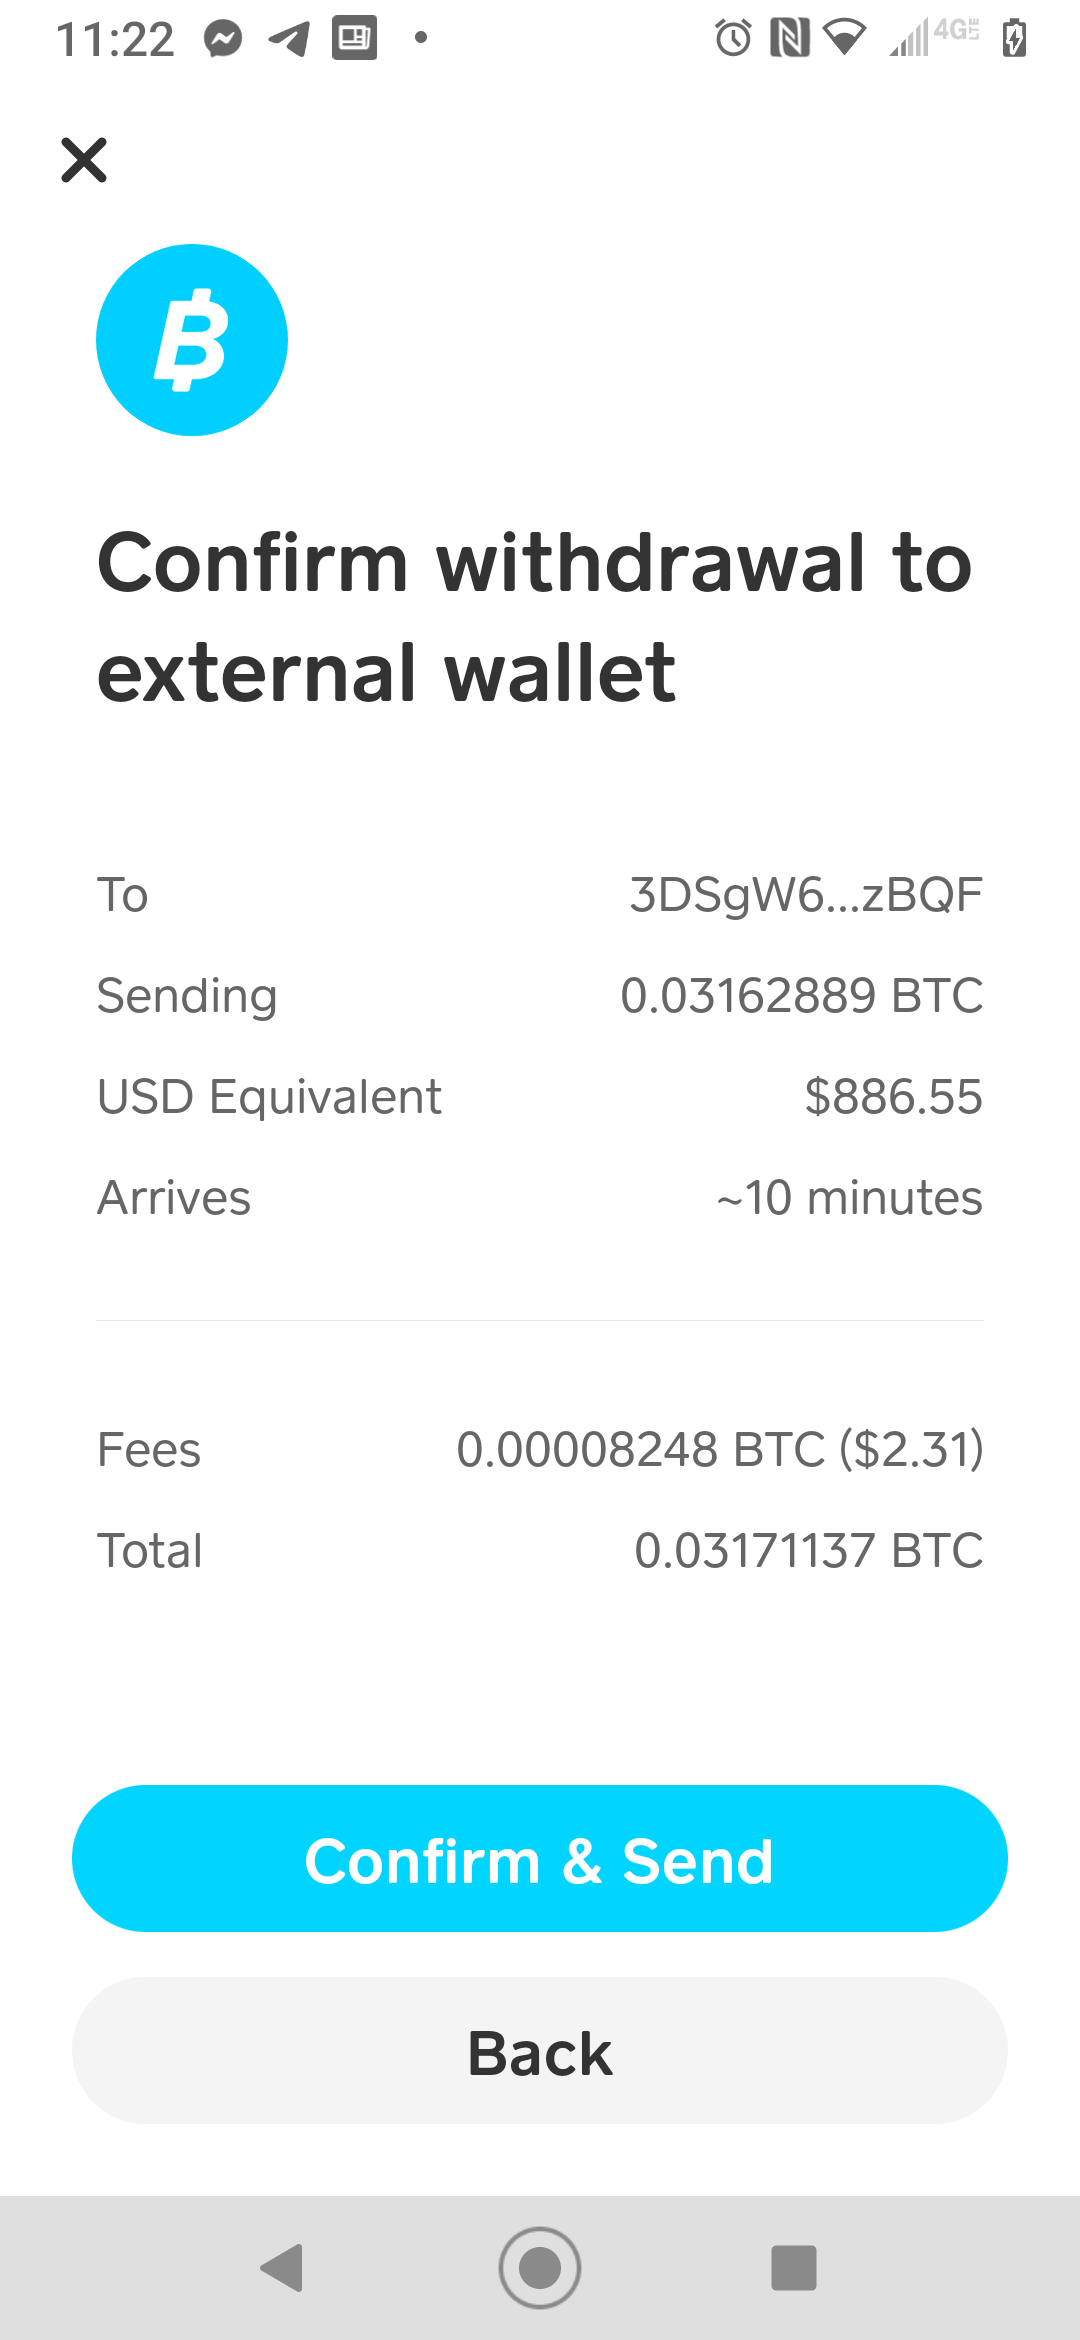 11:22
4G LTE
Confirm withdrawal to
external wallet
To 3DSgW6...zBQF
Sending 0.03162889 BTC
USD Equivalent $886.55
Arrives ~10 minutes
Fees 0.00008248 BTC ($2.31)
Total 0.03171137 BTC
Confirm & Send
Back